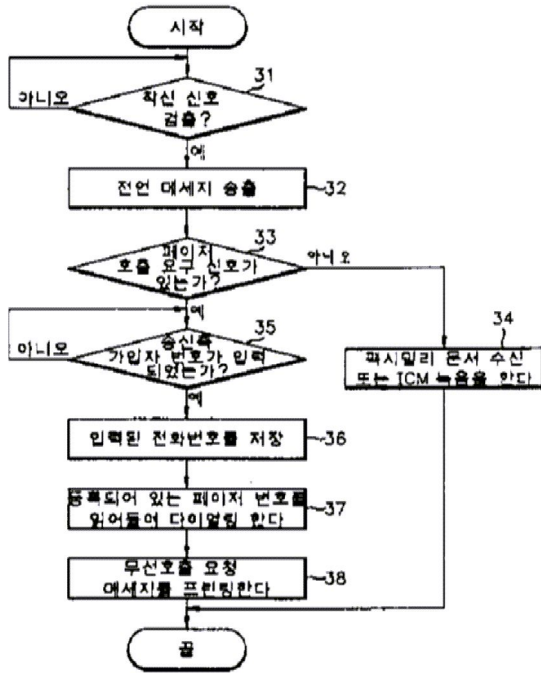 시작
31
착신 신호
검출?
아니오
예
전언 메세지 송출
32
33
페이저
호출 요구 신호가
있는가?
아니오
예
35
송신측
가입자 번호가 입력
되었는가?
아니오
예
34
팩시밀리 문서 수신
또는 ICM 녹음을 한다
입력된 전화번호를 저장
36
등록되어 있는 페이저 번호를
읽어들여 다이얼링 한다
37
무선호출 요청
메세지를 프린팅한다
38
끝